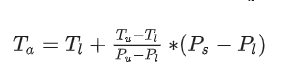 T_a = T_l + \frac{T_u - T_l}{P_u - P_l} * (P_s - P_l)